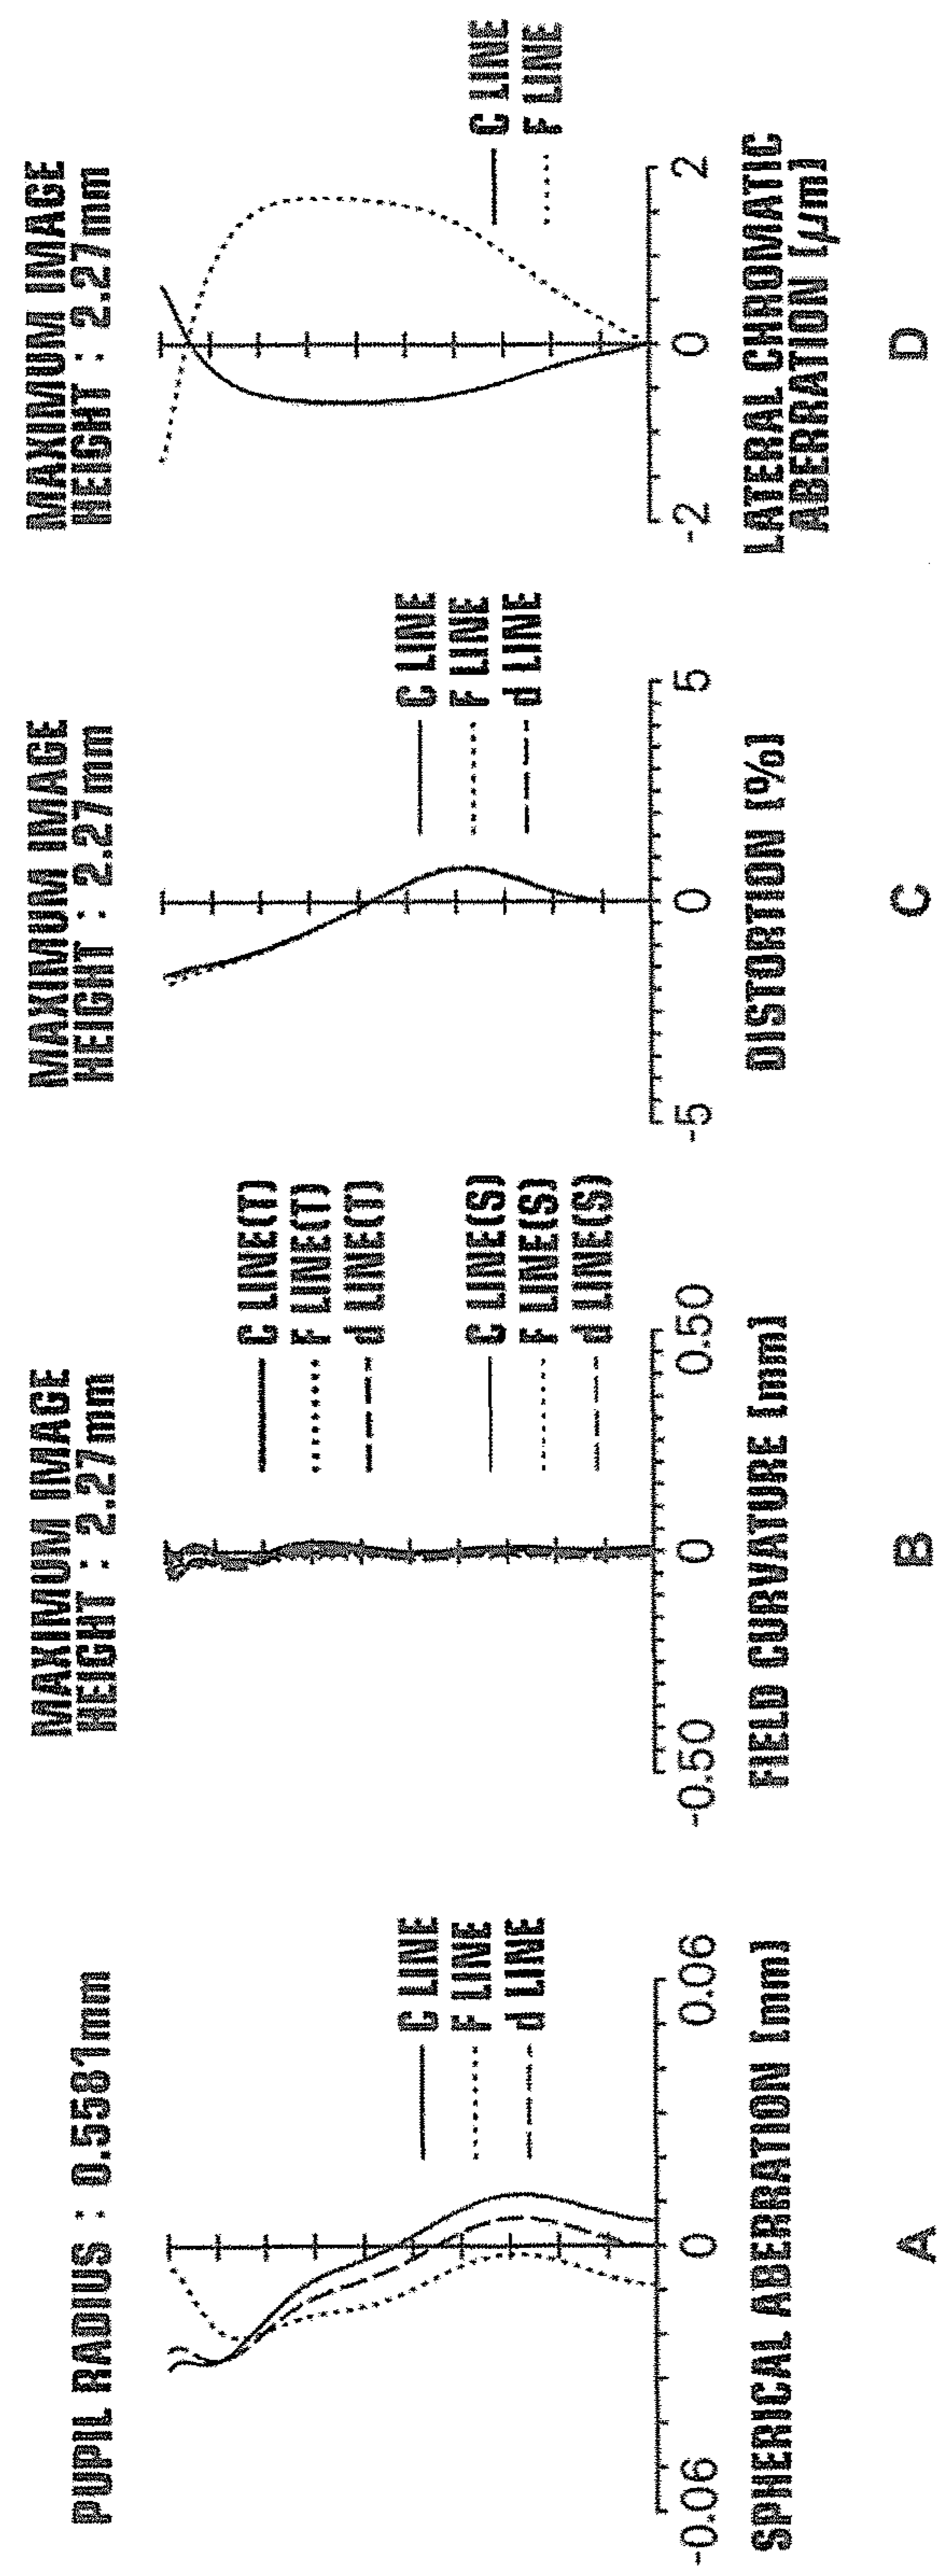 PUPIL RADIUS : 0.5581mm
C LINE
F LINE
d LINE
-0.06
0
0.06
SPHERICAL ABERRATION [mm]
A
MAXIMUM IMAGE
HEIGHT : 2.27mm
C LINE(T)
F LINE(T)
d LINE(T)
C LINE(S)
F LINE(S)
d LINE(S)
-0.50
0
0.50
FIELD CURVATURE [mm]
B
MAXIMUM IMAGE
HEIGHT : 2.27mm
C LINE
F LINE
d LINE
-5
0
5
DISTORTION [%]
C
MAXIMUM IMAGE
HEIGHT : 2.27mm
C LINE
F LINE
-2
0
2
LATERAL CHROMATIC
ABERRATION [μm]
D